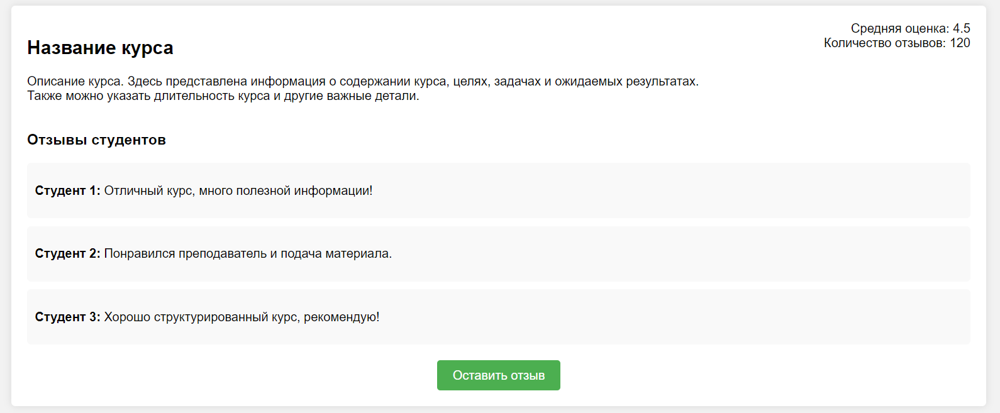 Средняя оценка: 4.5
Количество отзывов: 120
Название курса
Описание курса. Здесь представлена информация о содержании курса, целях, задачах и ожидаемых результатах.
Также можно указать длительность курса и другие важные детали.
Отзывы студентов
Студент 1: Отличный курс, много полезной информации!
Студент 2: Понравился преподаватель и подача материала.
Студент 3: Хорошо структурированный курс, рекомендую!
Оставить отзыв